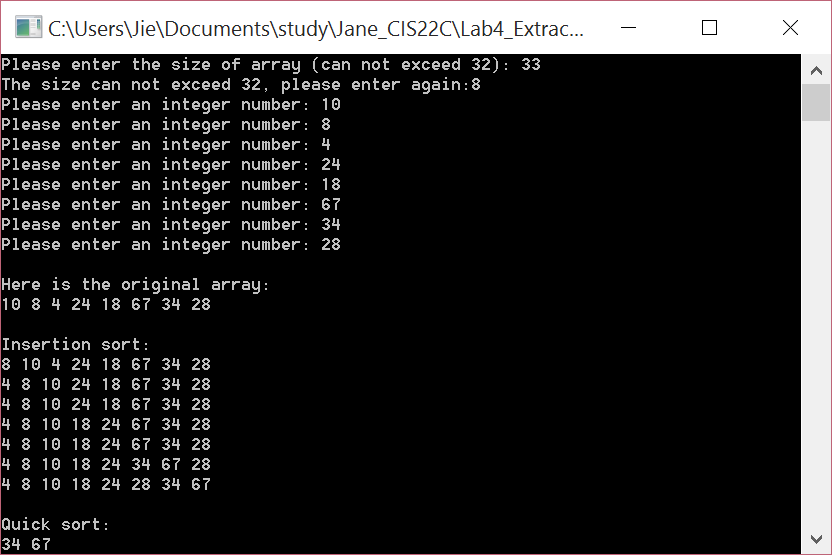 C:\Users\Jie\Documents\study\Jane_CIS22C\Lab4_Extrac...
Please enter the size of array (can not exceed 32): 33
The size can not exceed 32, please enter again:8
Please enter an integer number: 10
Please enter an integer number: 8
Please enter an integer number: 4
Please enter an integer number: 24
Please enter an integer number: 18
Please enter an integer number: 67
Please enter an integer number: 34
Please enter an integer number: 28
Here is the original array:
10 8 4 24 18 67 34 28
Insertion sort:
8 10 4 24 18 67 34 28
4 8 10 24 18 67 34 28
4 8 10 24 18 67 34 28
4 8 10 18 24 67 34 28
4 8 10 18 24 67 34 28
4 8 10 18 24 34 67 28
4 8 10 18 24 28 34 67
Quick sort:
34 67